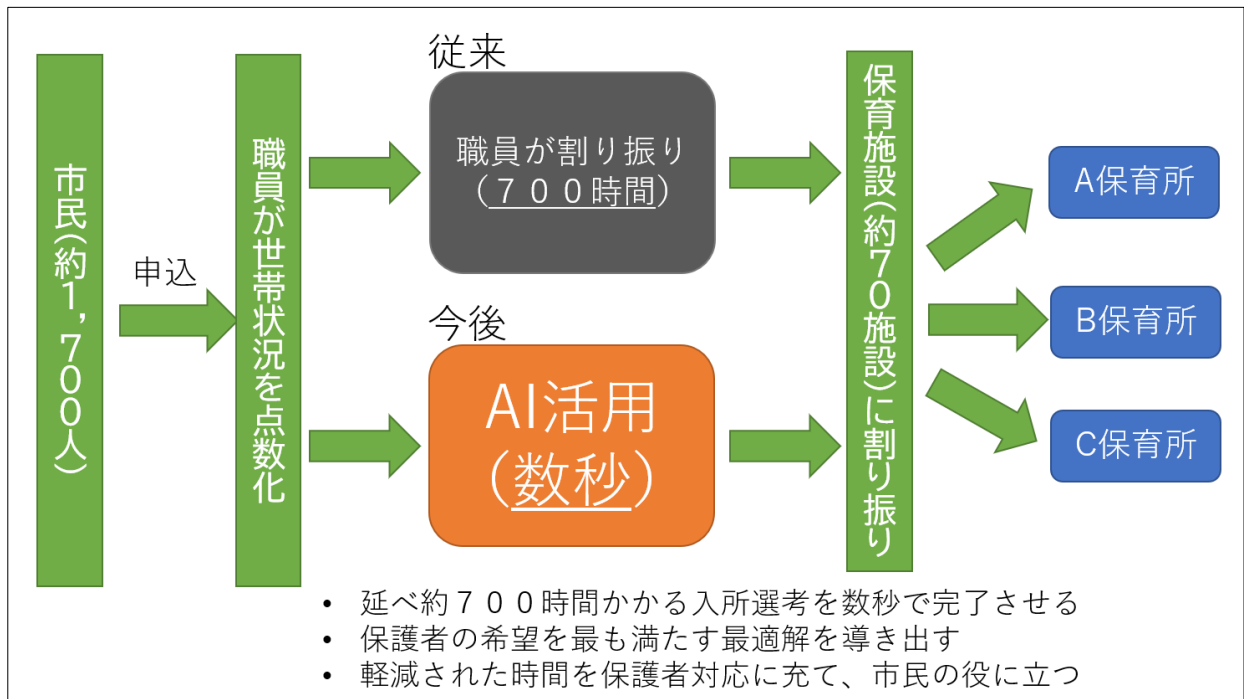 市民(約１,７００人)
申込
職員が世帯状況を点数化
従来
職員が割り振り
(７００時間)
今後
AI活用
(数秒)
保育施設(約７０施設)に割り振り
A保育所
B保育所
C保育所
• 延べ約７００時間かかる入所選考を数秒で完了させる
• 保護者の希望を最も満たす最適解を導き出す
• 軽減された時間を保護者対応に充て、市民の役に立つ